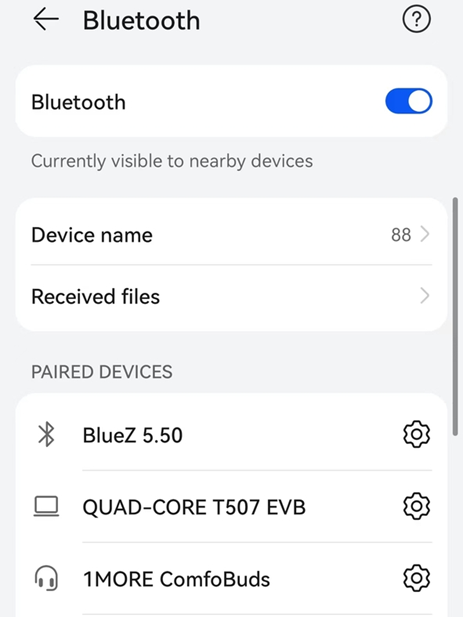 Bluetooth
?
Bluetooth
Currently visible to nearby devices
Device name 88
Received files
PAIRED DEVICES
BlueZ 5.50
QUAD-CORE T507 EVB
1MORE ComfoBuds